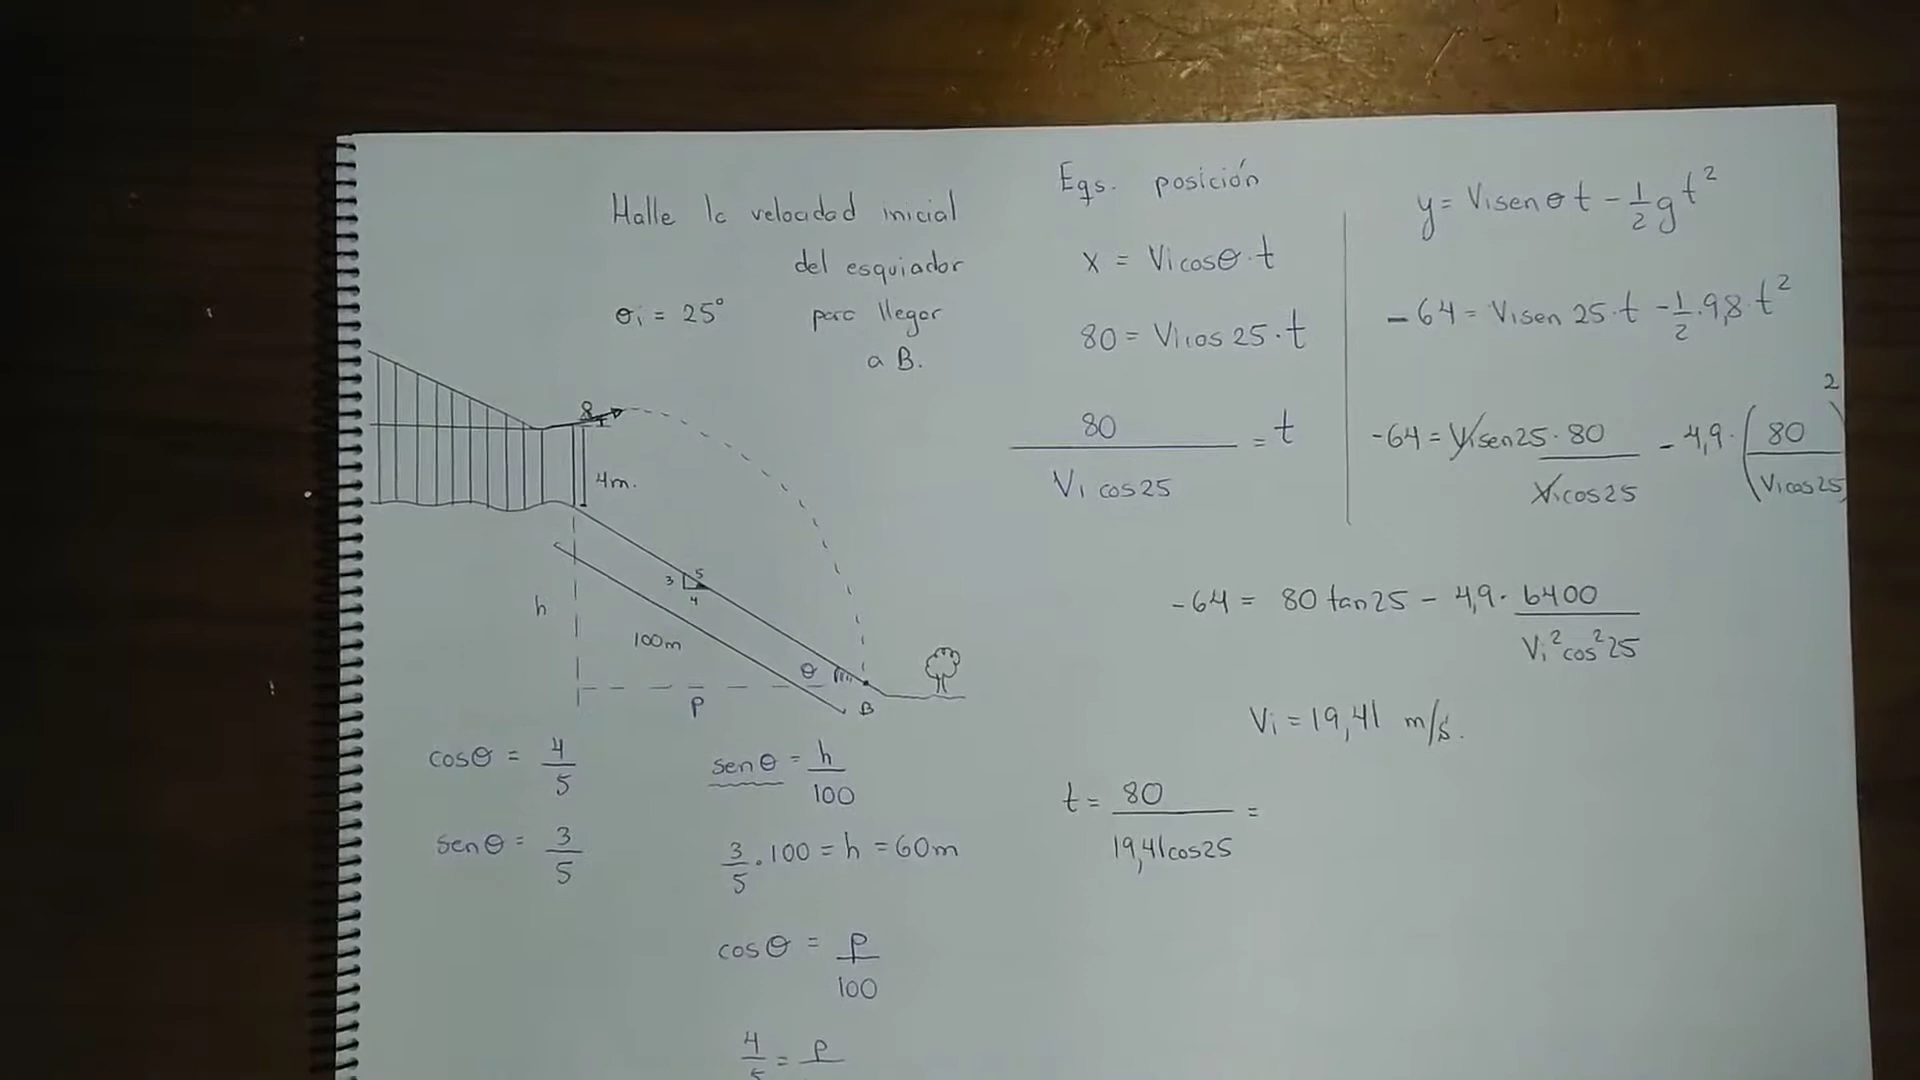 Halle la velocidad inicial
del esquiador
θi = 25° para llegar
a B.
8
4m.
3 5
4
h
100m
θ
P
B
cosθ = 4/5
senθ = h/100
senθ = 3/5
3/5 . 100 = h = 60m
cosθ = P/100
4/5 = P
Eqs. posición
x = Vi cosθ · t
80 = Vi cos 25 · t
80 / Vi cos25 = t
y = Vi sen θ t - 1/2 g t²
-64 = Vi sen 25 · t - 1/2 · 9,8 · t²
-64 = Vi sen25 · 80 / Vi cos25 - 4,9 · (80 / Vi cos25)²
-64 = 80 tan25 - 4,9 · 6400 / Vi² cos²25
Vi = 19,41 m/s.
t = 80 / 19,41 cos25 =